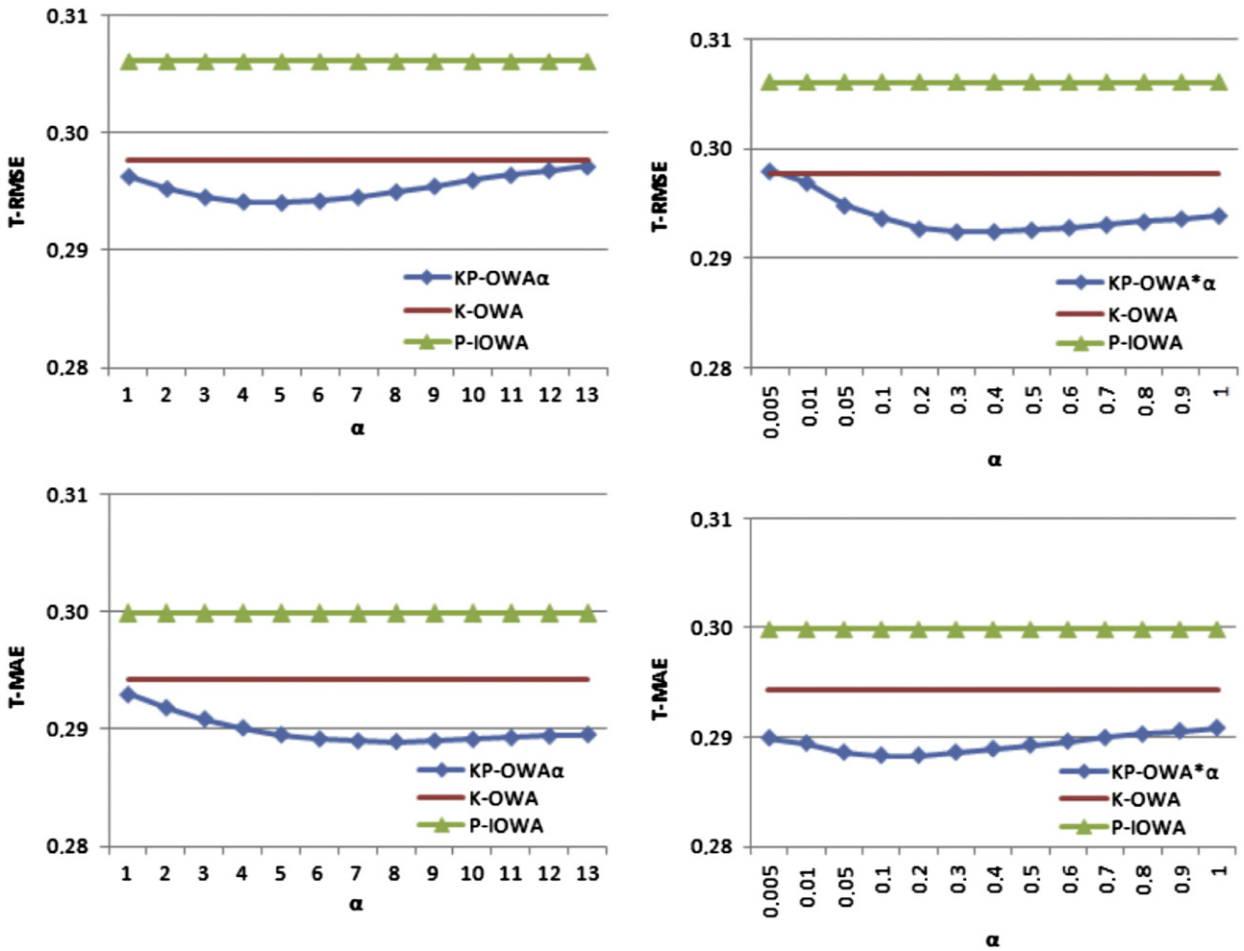 0.31
0.30
0.29
0.28
T-RMSE
KP-OWAα
K-OWA
P-IOWA
1 2 3 4 5 6 7 8 9 10 11 12 13
α
0.31
0.30
0.29
0.28
T-RMSE
KP-OWA*α
K-OWA
P-IOWA
0.005 0.01 0.05 0.1 0.2 0.3 0.4 0.5 0.6 0.7 0.8 0.9 1
α
0.31
0.30
0.29
0.28
T-MAE
KP-OWAα
K-OWA
P-IOWA
1 2 3 4 5 6 7 8 9 10 11 12 13
α
0.31
0.30
0.29
0.28
T-MAE
KP-OWA*α
K-OWA
P-IOWA
0.005 0.01 0.05 0.1 0.2 0.3 0.4 0.5 0.6 0.7 0.8 0.9 1
α